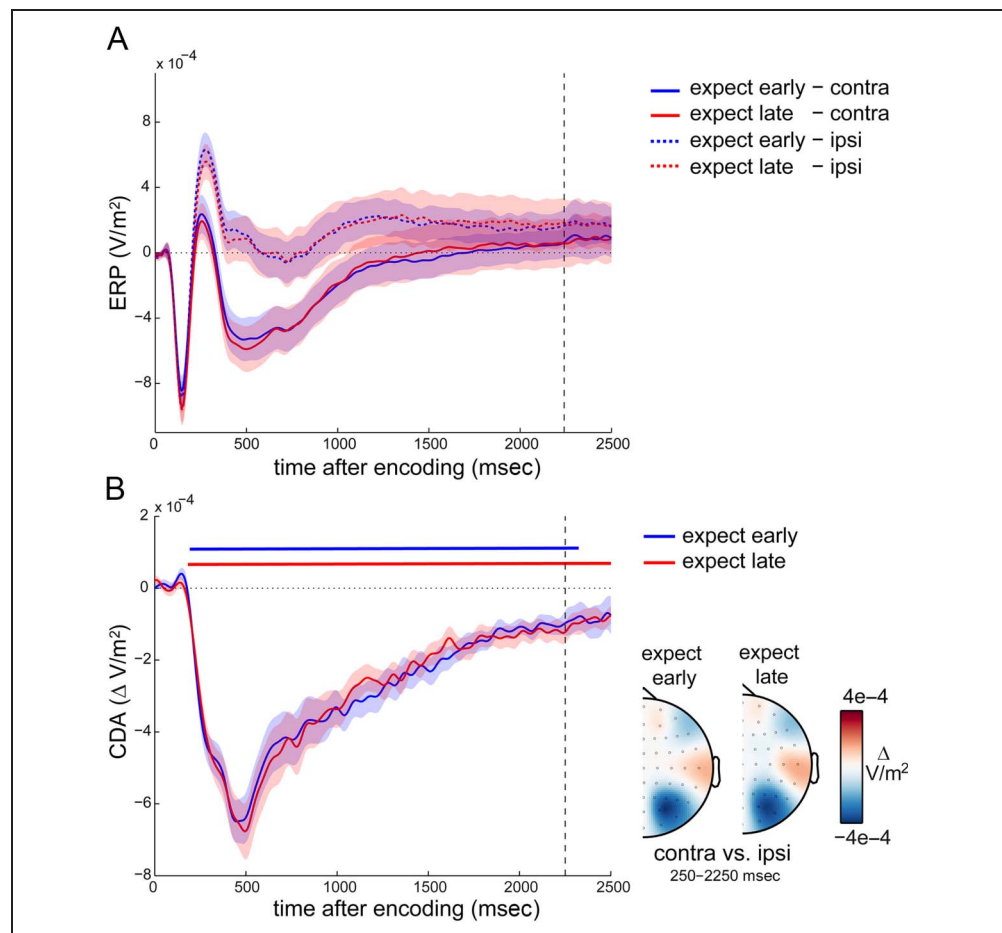 A
x 10⁻⁴
8
4
0
−4
−8
ERP (V/m²)
0 500 1000 1500 2000 2500
time after encoding (msec)
expect early − contra
expect late − contra
expect early − ipsi
expect late − ipsi
B
x 10⁻⁴
2
0
−2
−4
−6
−8
CDA (Δ V/m²)
0 500 1000 1500 2000 2500
time after encoding (msec)
expect early
expect late
expect early
expect late
4e−4
Δ
V/m²
−4e−4
contra vs. ipsi
250−2250 msec